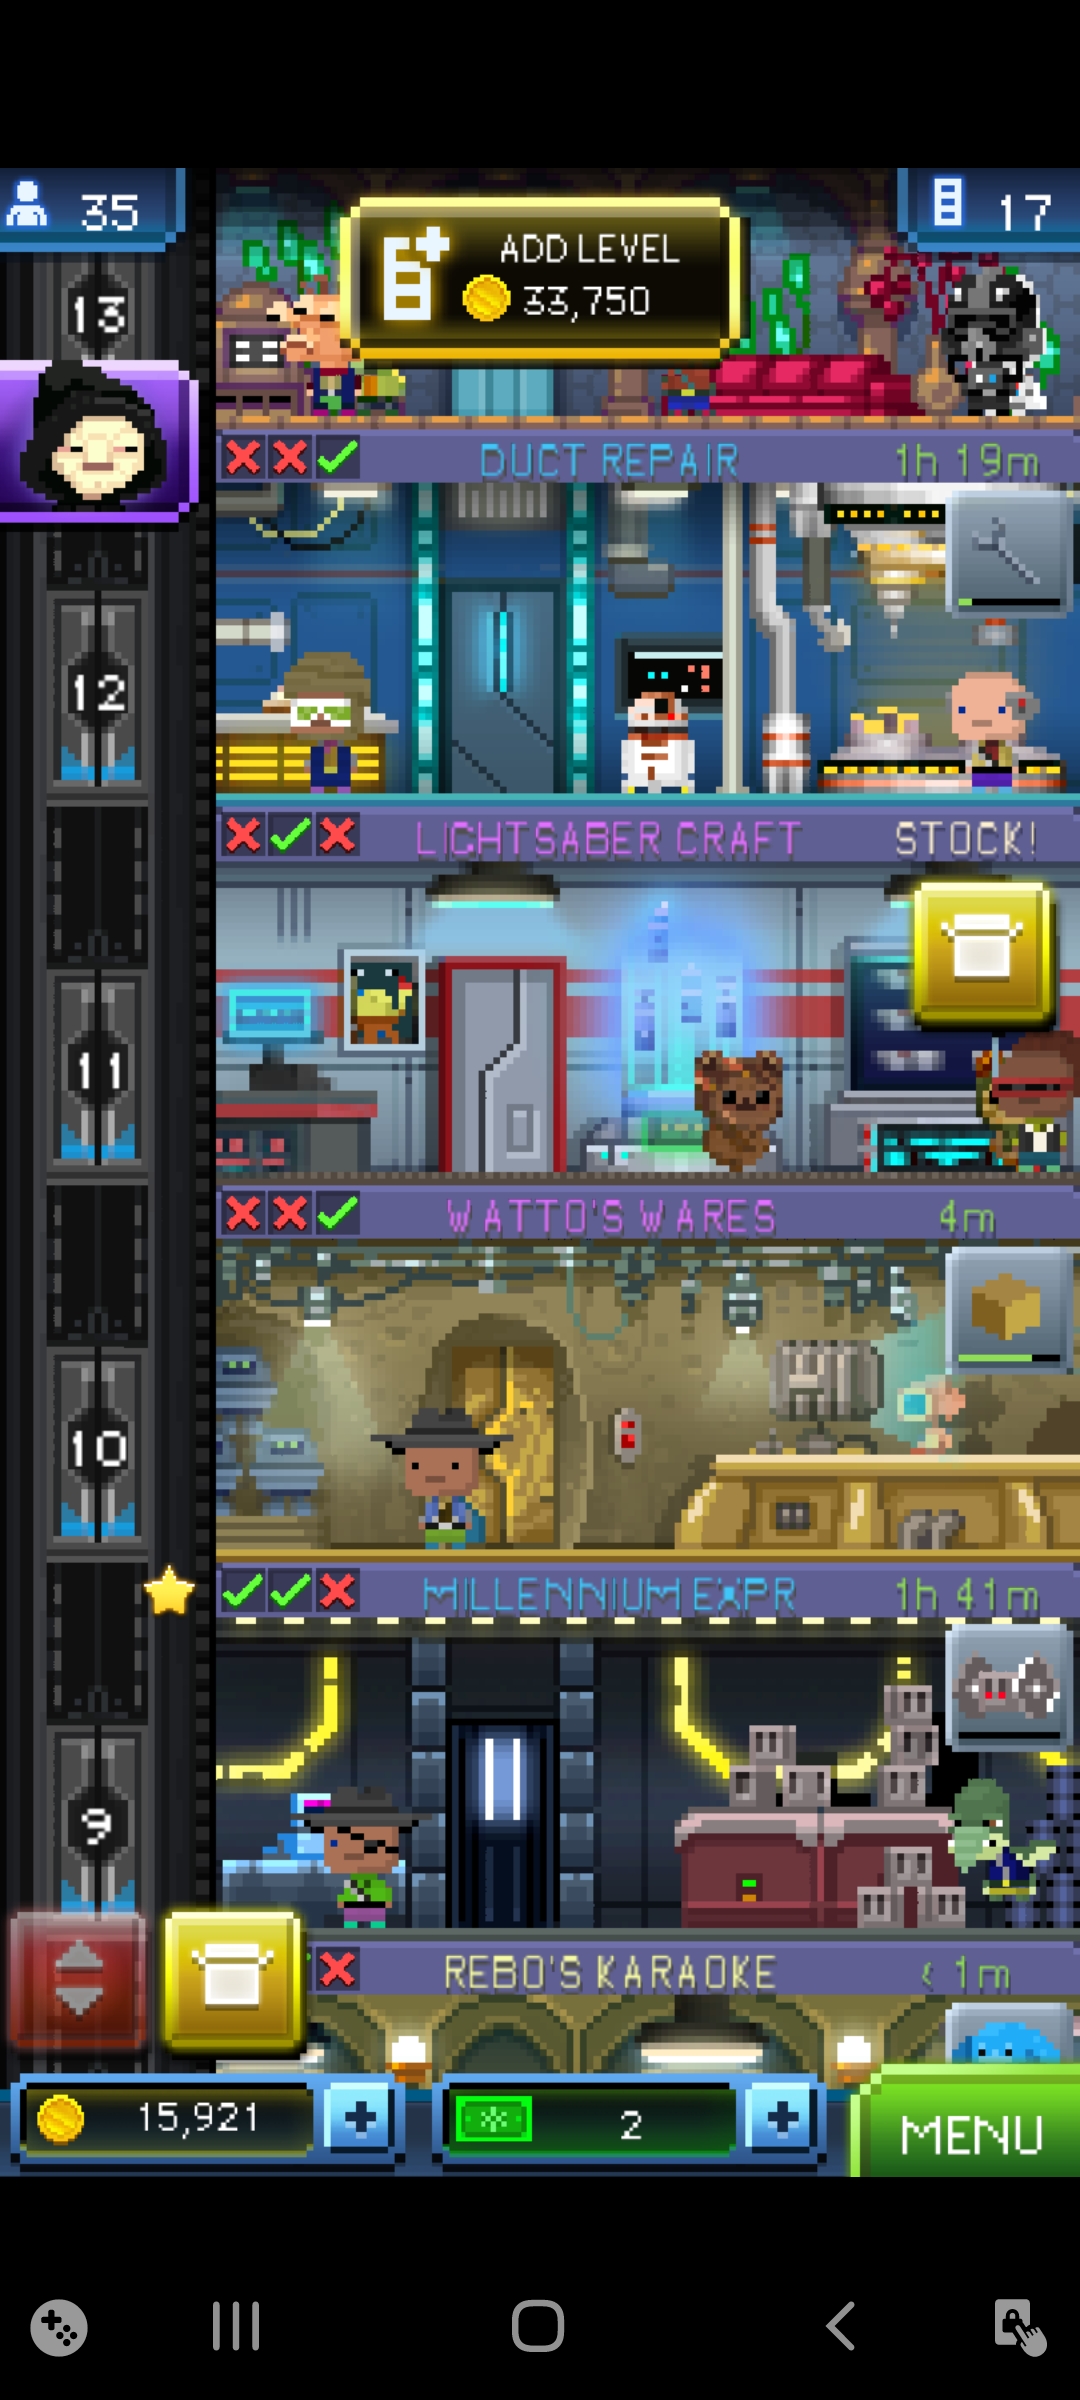 35
ADD LEVEL
33,750
17
13
DUCT REPAIR
1h 19m
12
LIGHTSABER CRAFT
STOCK!
11
WATTO'S WARES
4m
10
MILLENNIUM EXPR
1h 41m
9
REBO'S KARAOKE
< 1m
15,921
2
MENU